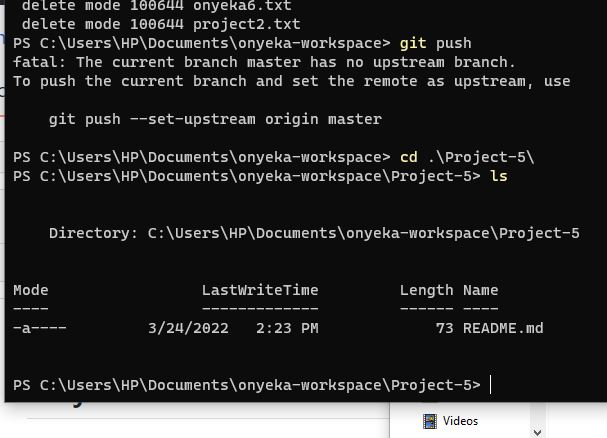 delete mode 100644 onyeka6.txt
delete mode 100644 project2.txt
PS C:\Users\HP\Documents\onyeka-workspace> git push
fatal: The current branch master has no upstream branch.
To push the current branch and set the remote as upstream, use
git push --set-upstream origin master
PS C:\Users\HP\Documents\onyeka-workspace> cd .\Project-5\
PS C:\Users\HP\Documents\onyeka-workspace\Project-5> ls
Directory: C:\Users\HP\Documents\onyeka-workspace\Project-5
Mode LastWriteTime Length Name
---- ------------- ------ ----
-a---- 3/24/2022 2:23 PM 73 README.md
PS C:\Users\HP\Documents\onyeka-workspace\Project-5>
Videos